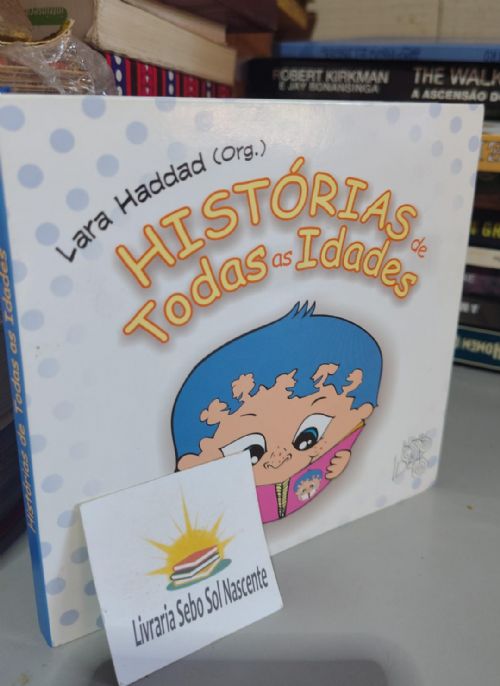 Lara Haddad (Org.)
HISTÓRIAS de
Todas as Idades
Histórias de Todas as Idades
Livraria Sebo Sol Nascente
ROBERT KIRKMAN
E JAY BONANSINGA
THE WALK
A ASCENSÃO D